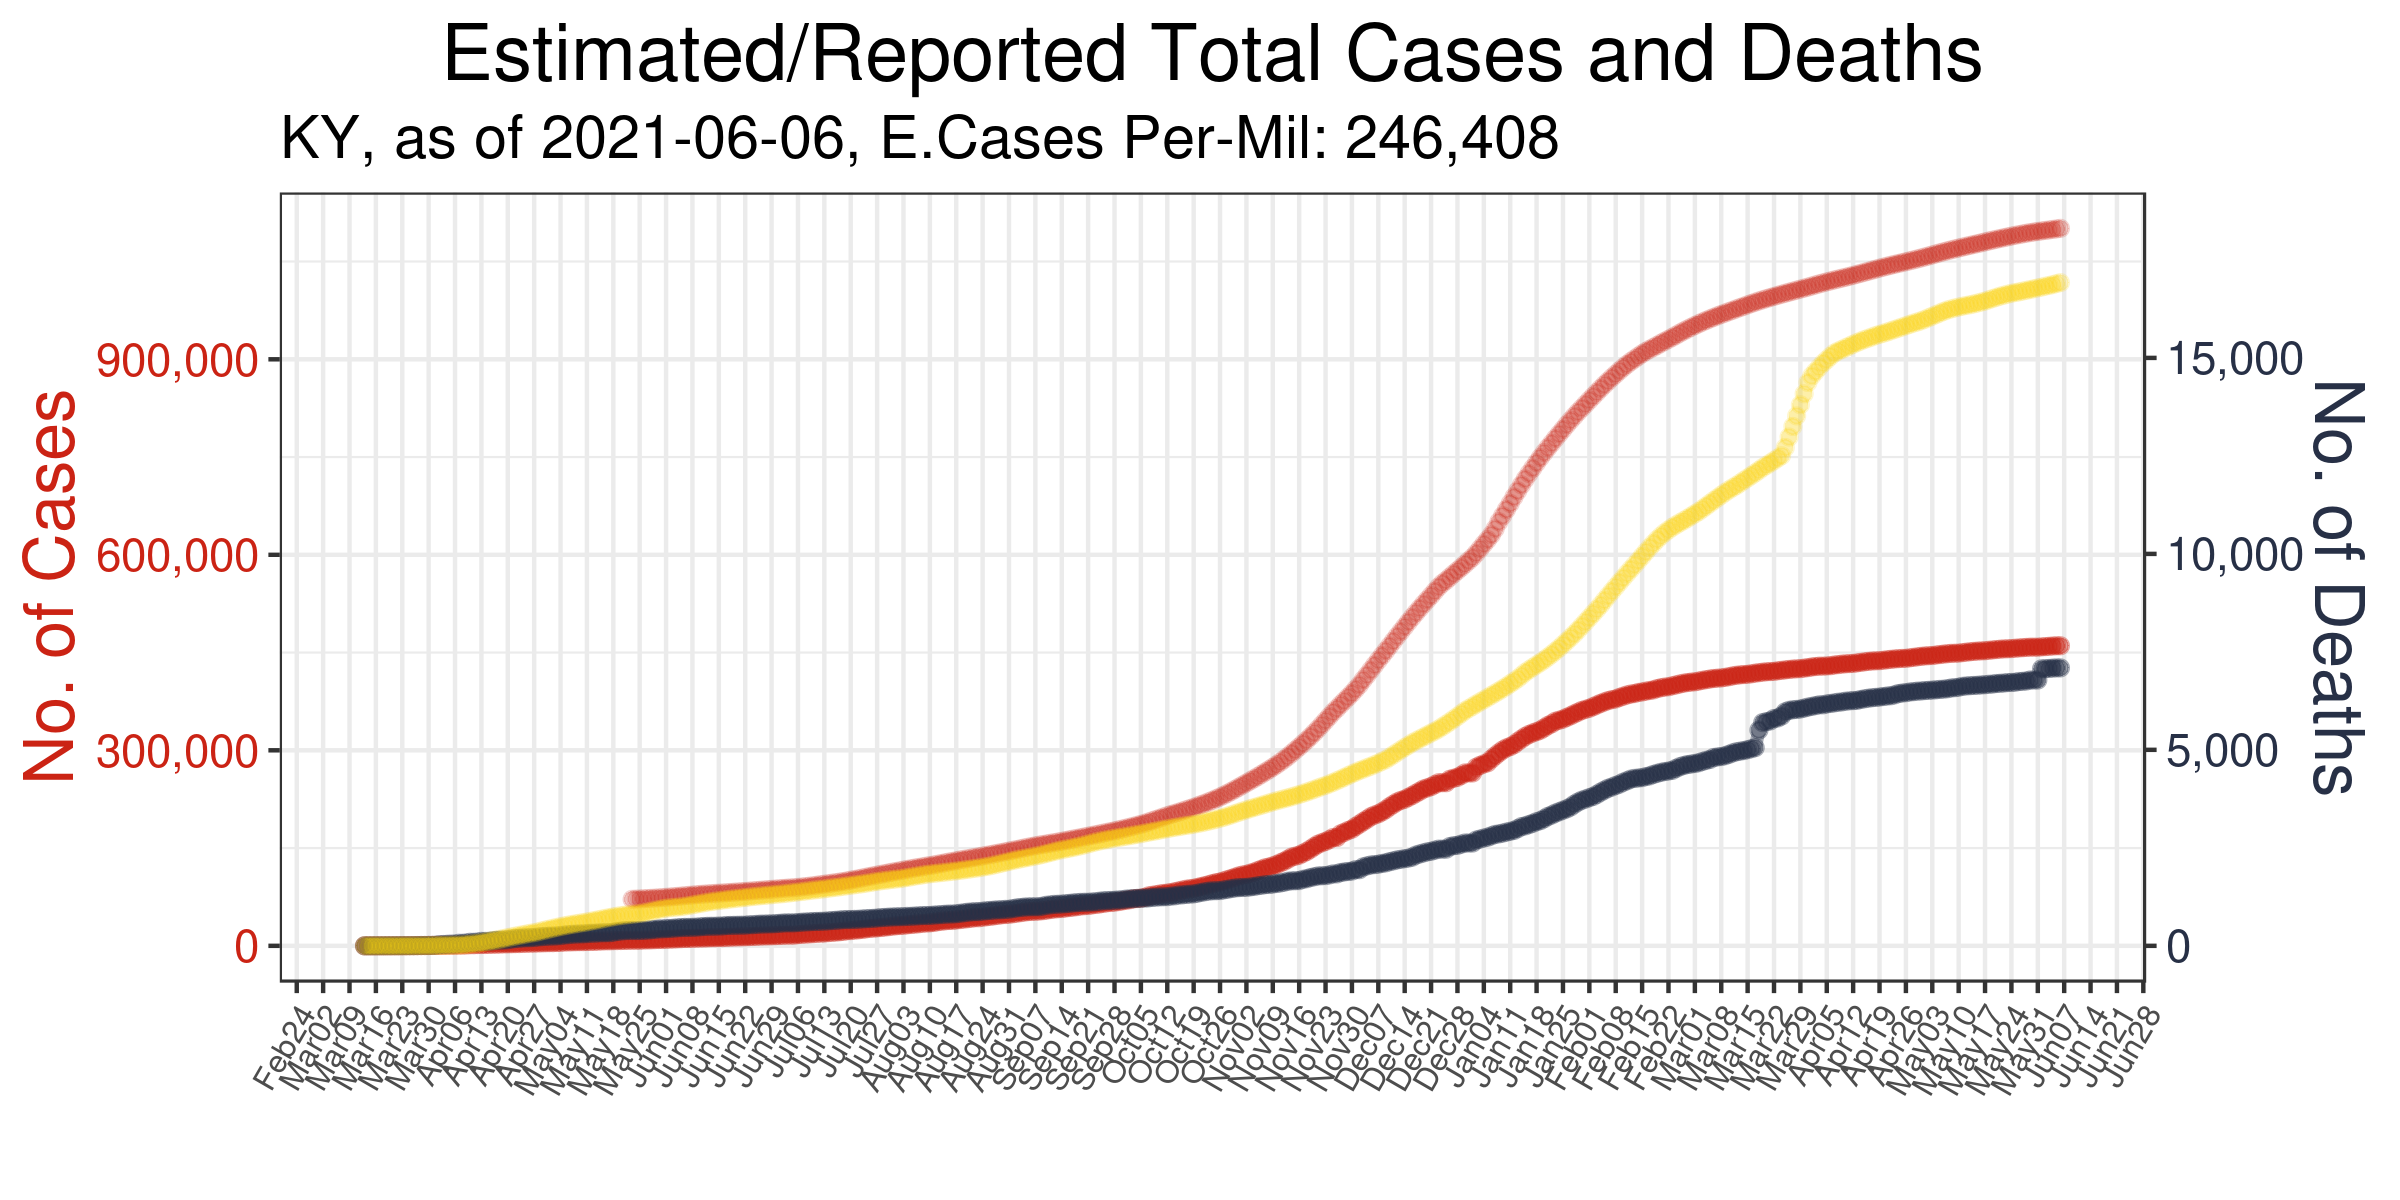 Estimated/Reported Total Cases and Deaths
KY, as of 2021-06-06, E.Cases Per-Mil: 246,408
No. of Cases
900,000
600,000
300,000
0
15,000
10,000
5,000
0
No. of Deaths
Feb24
Mar02
Mar09
Mar16
Mar23
Mar30
Apr06
Apr13
Apr20
Apr27
May04
May11
May18
May25
Jun01
Jun08
Jun15
Jun22
Jun29
Jul06
Jul13
Jul20
Jul27
Aug03
Aug10
Aug17
Aug24
Aug31
Sep07
Sep14
Sep21
Sep28
Oct05
Oct12
Oct19
Oct26
Nov02
Nov09
Nov16
Nov23
Nov30
Dec07
Dec14
Dec21
Dec28
Jan04
Jan11
Jan18
Jan25
Feb01
Feb08
Feb15
Feb22
Mar01
Mar08
Mar15
Mar22
Mar29
Apr05
Apr12
Apr19
Apr26
May03
May10
May17
May24
May31
Jun07
Jun14
Jun21
Jun28